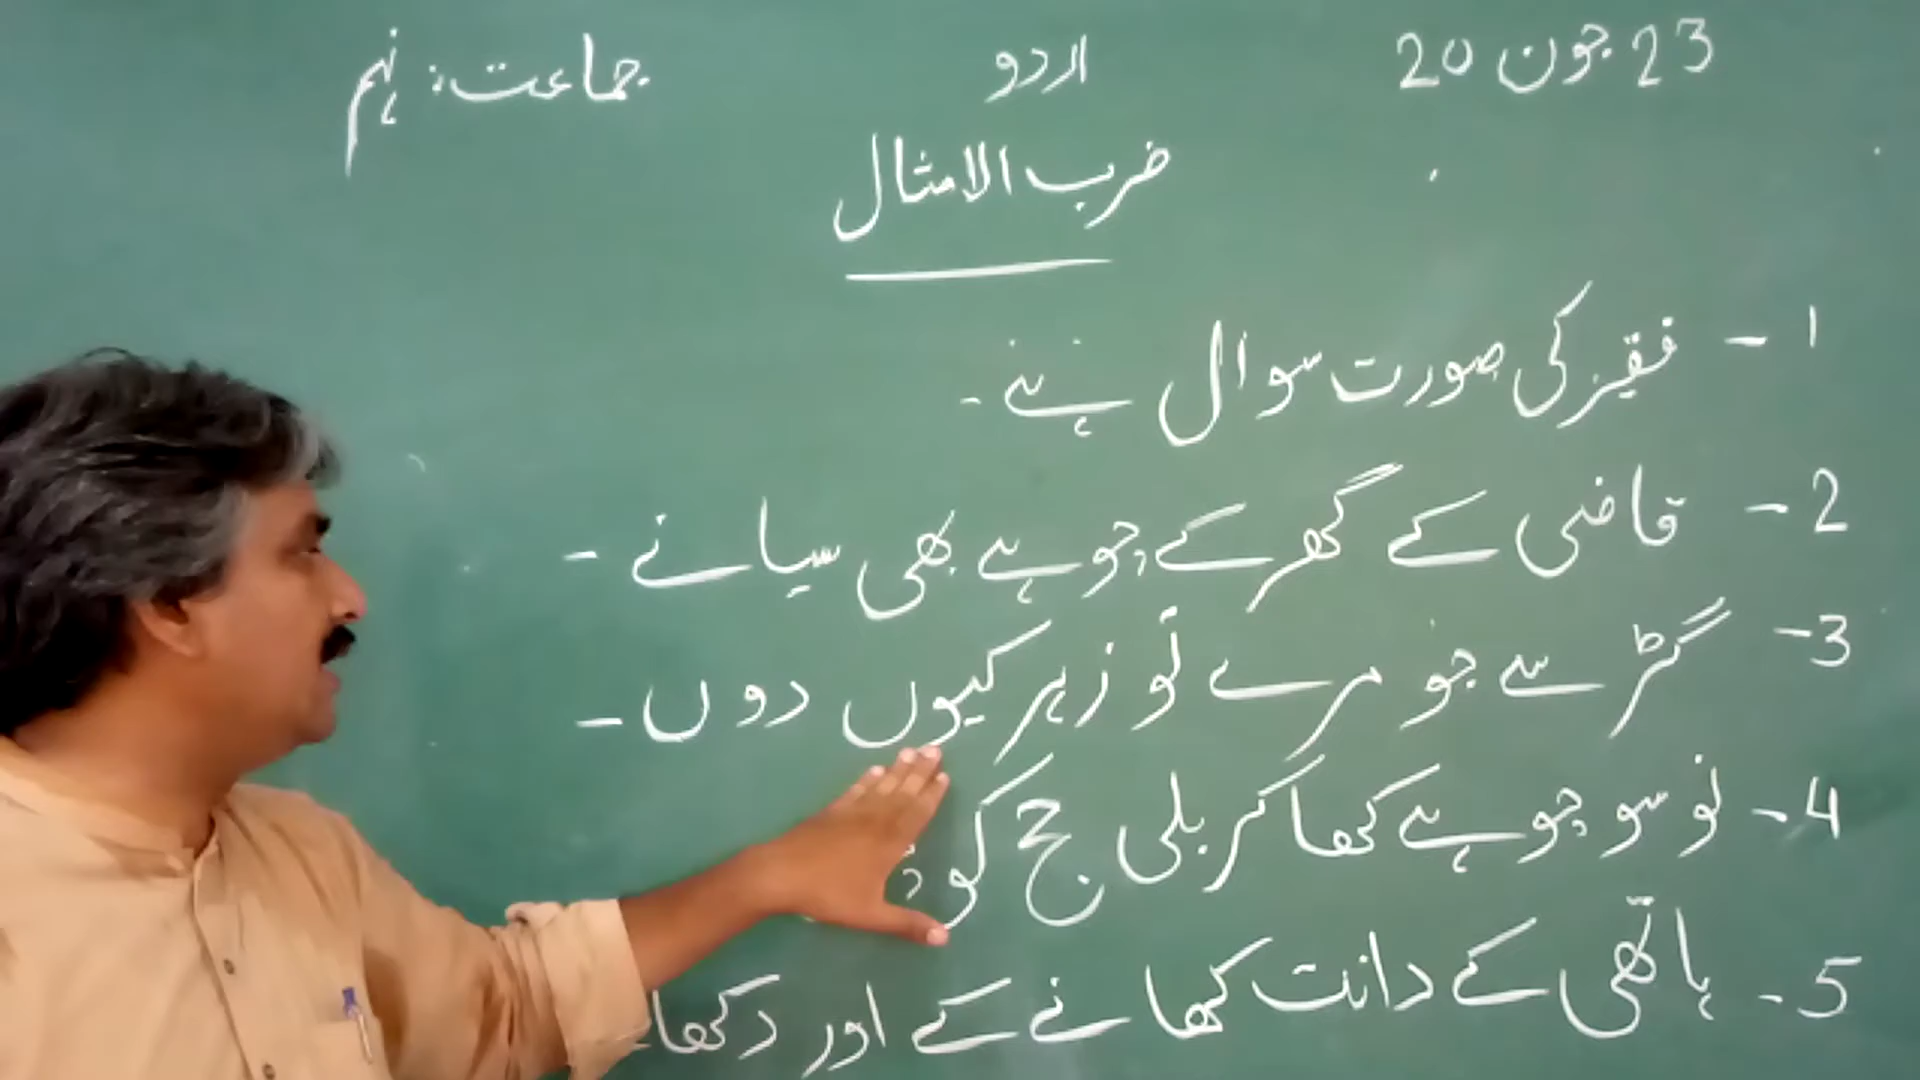 23 جون 20 اردو جماعت: نہم
ضرب الامثال
1 - فقیر کی صورت سوال ہے -
2 - قاضی کے گھر کے چوہے بھی سیانے -
3 - گڑ سے جو مرے تو زہر کیوں دوں -
4 - نو سو چوہے کھا کر بلی حج کو
5 - ہاتھی کے دانت کھانے کے اور دکھا